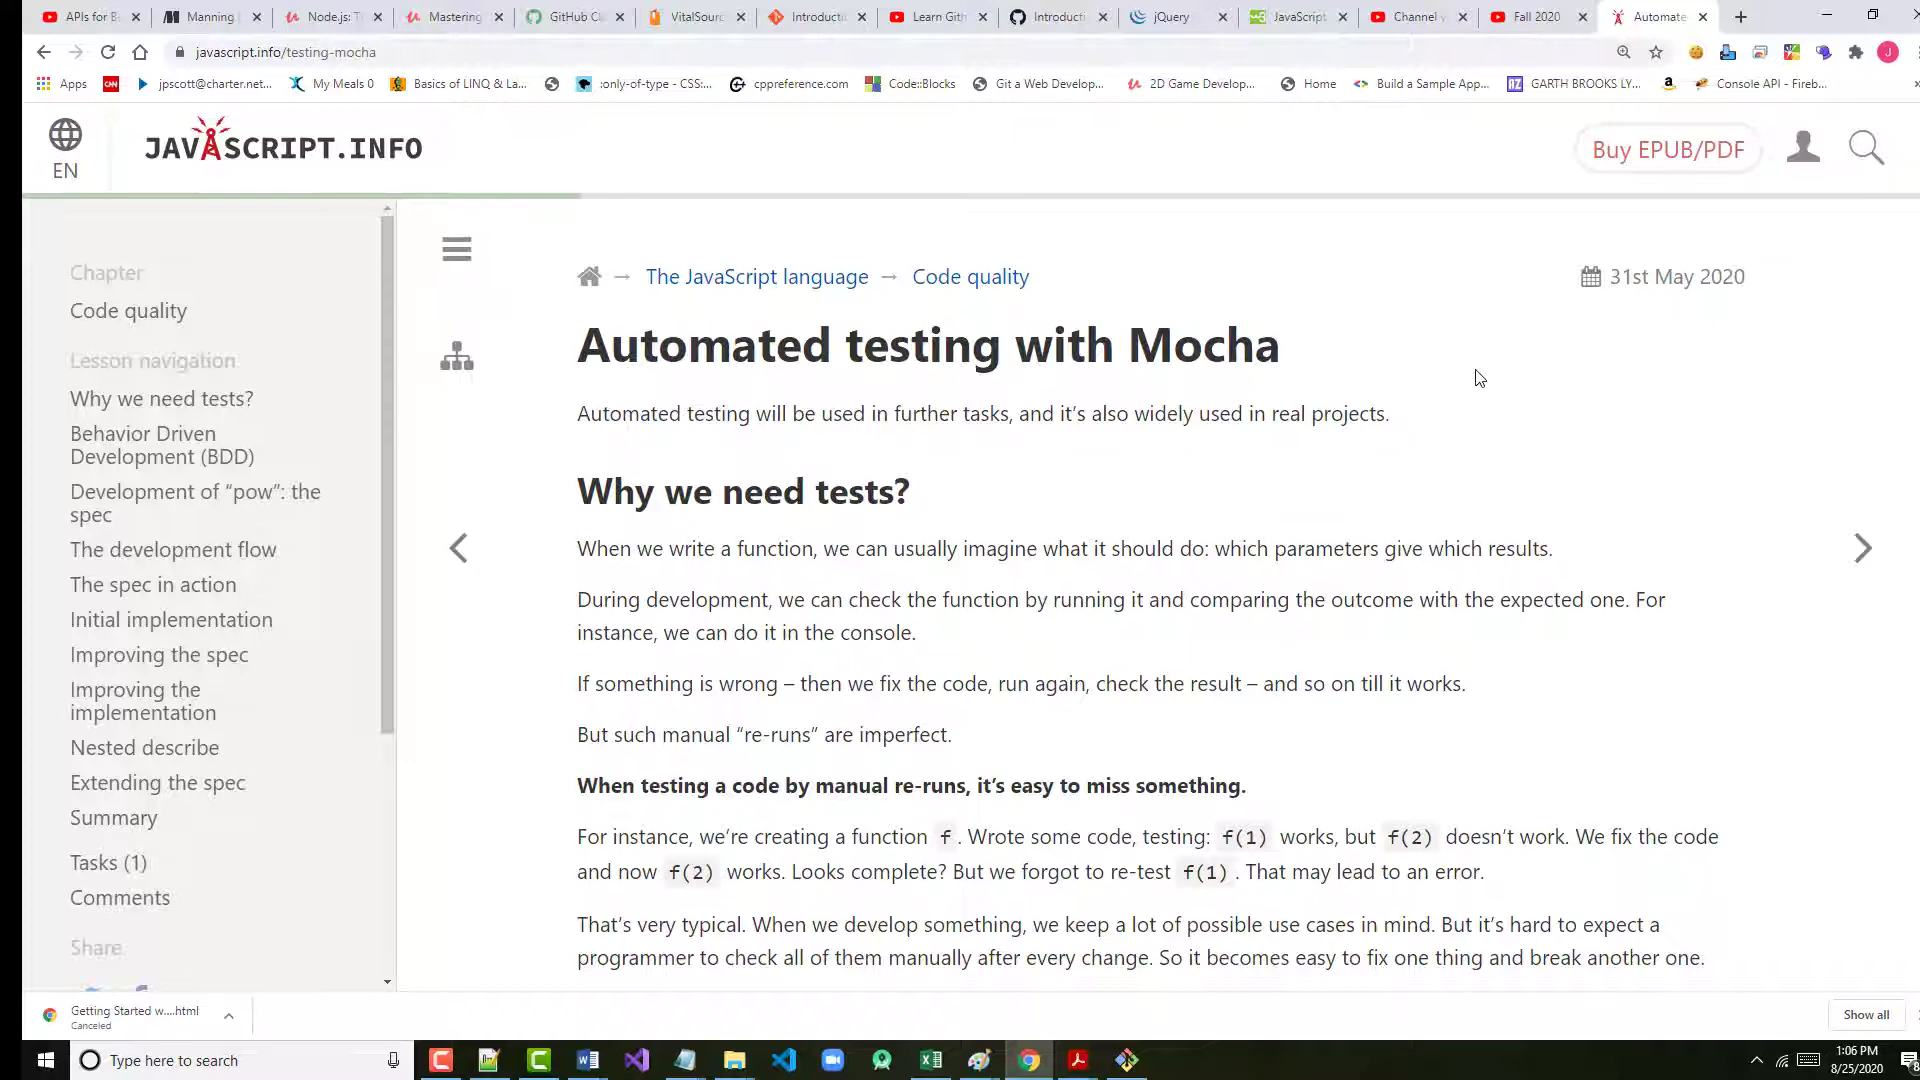 APIs for B
Manning
Node.js: T
Mastering
GitHub Cl
VitalSourc
Introducti
Learn Gith
Introducti
jQuery
JavaScript
Channel v
Fall 2020
Automate
javascript.info/testing-mocha
J
Apps
CNN
jpscott@charter.net...
My Meals 0
Basics of LINQ & La...
:only-of-type - CSS:...
cppreference.com
Code::Blocks
Git a Web Develop...
2D Game Develop...
Home
Build a Sample App...
AZ
GARTH BROOKS LY...
Console API - Fireb...
EN
JAVASCRIPT.INFO
Buy EPUB/PDF
Chapter
Code quality
Lesson navigation
Why we need tests?
Behavior Driven
Development (BDD)
Development of “pow”: the
spec
The development flow
The spec in action
Initial implementation
Improving the spec
Improving the
implementation
Nested describe
Extending the spec
Summary
Tasks (1)
Comments
Share
→ The JavaScript language → Code quality
31st May 2020
Automated testing with Mocha
Automated testing will be used in further tasks, and it’s also widely used in real projects.
Why we need tests?
When we write a function, we can usually imagine what it should do: which parameters give which results.
During development, we can check the function by running it and comparing the outcome with the expected one. For
instance, we can do it in the console.
If something is wrong – then we fix the code, run again, check the result – and so on till it works.
But such manual “re-runs” are imperfect.
When testing a code by manual re-runs, it’s easy to miss something.
For instance, we’re creating a function f. Wrote some code, testing: f(1) works, but f(2) doesn’t work. We fix the code
and now f(2) works. Looks complete? But we forgot to re-test f(1). That may lead to an error.
That’s very typical. When we develop something, we keep a lot of possible use cases in mind. But it’s hard to expect a
programmer to check all of them manually after every change. So it becomes easy to fix one thing and break another one.
Getting Started w....html
Canceled
Show all
Type here to search
1:06 PM
8/25/2020